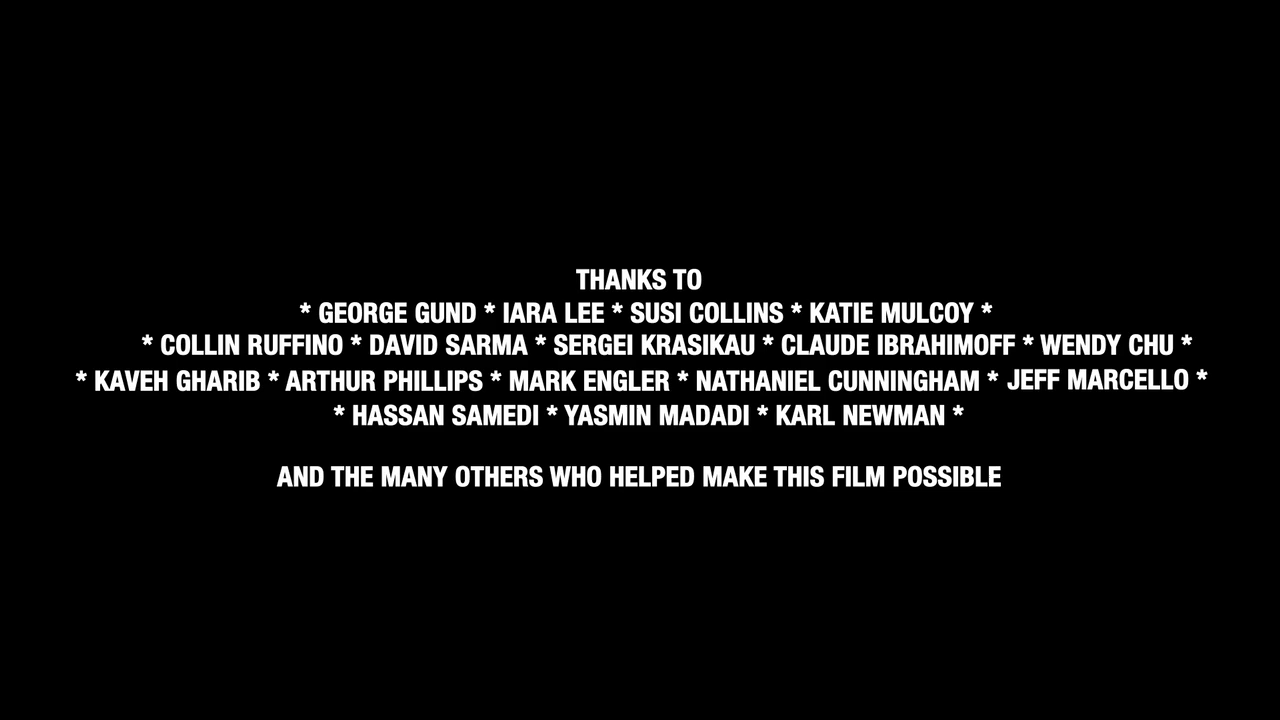 THANKS TO
* GEORGE GUND * IARA LEE * SUSI COLLINS * KATIE MULCOY *
* COLLIN RUFFINO * DAVID SARMA * SERGEI KRASIKAU * CLAUDE IBRAHIMOFF * WENDY CHU *
* KAVEH GHARIB * ARTHUR PHILLIPS * MARK ENGLER * NATHANIEL CUNNINGHAM * JEFF MARCELLO *
* HASSAN SAMEDI * YASMIN MADADI * KARL NEWMAN *
AND THE MANY OTHERS WHO HELPED MAKE THIS FILM POSSIBLE